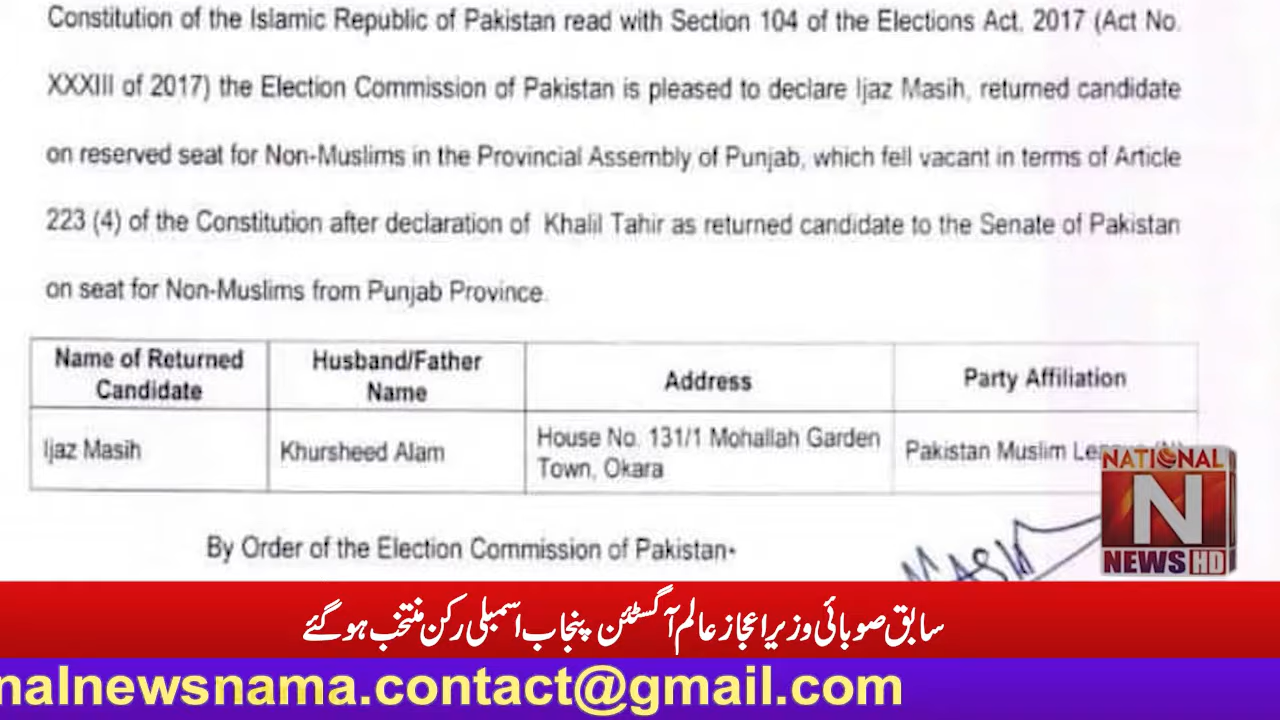 Constitution of the Islamic Republic of Pakistan read with Section 104 of the Elections Act, 2017 (Act No.
XXXIII of 2017) the Election Commission of Pakistan is pleased to declare Ijaz Masih, returned candidate
on reserved seat for Non-Muslims in the Provincial Assembly of Punjab, which fell vacant in terms of Article
223 (4) of the Constitution after declaration of Khalil Tahir as returned candidate to the Senate of Pakistan
on seat for Non-Muslims from Punjab Province.
Name of Returned Candidate
Husband/Father Name
Address
Party Affiliation
Ijaz Masih
Khursheed Alam
House No. 131/1 Mohallah Garden
Town, Okara
Pakistan Muslim
By Order of the Election Commission of Pakistan.
NATIONAL
N
NEWS HD
سابق صوبائی وزیر اعجاز عالم آگسٹئن پنجاب اسمبلی رکن منتخب ہوگئے
nalnewsnama.contact@gmail.com